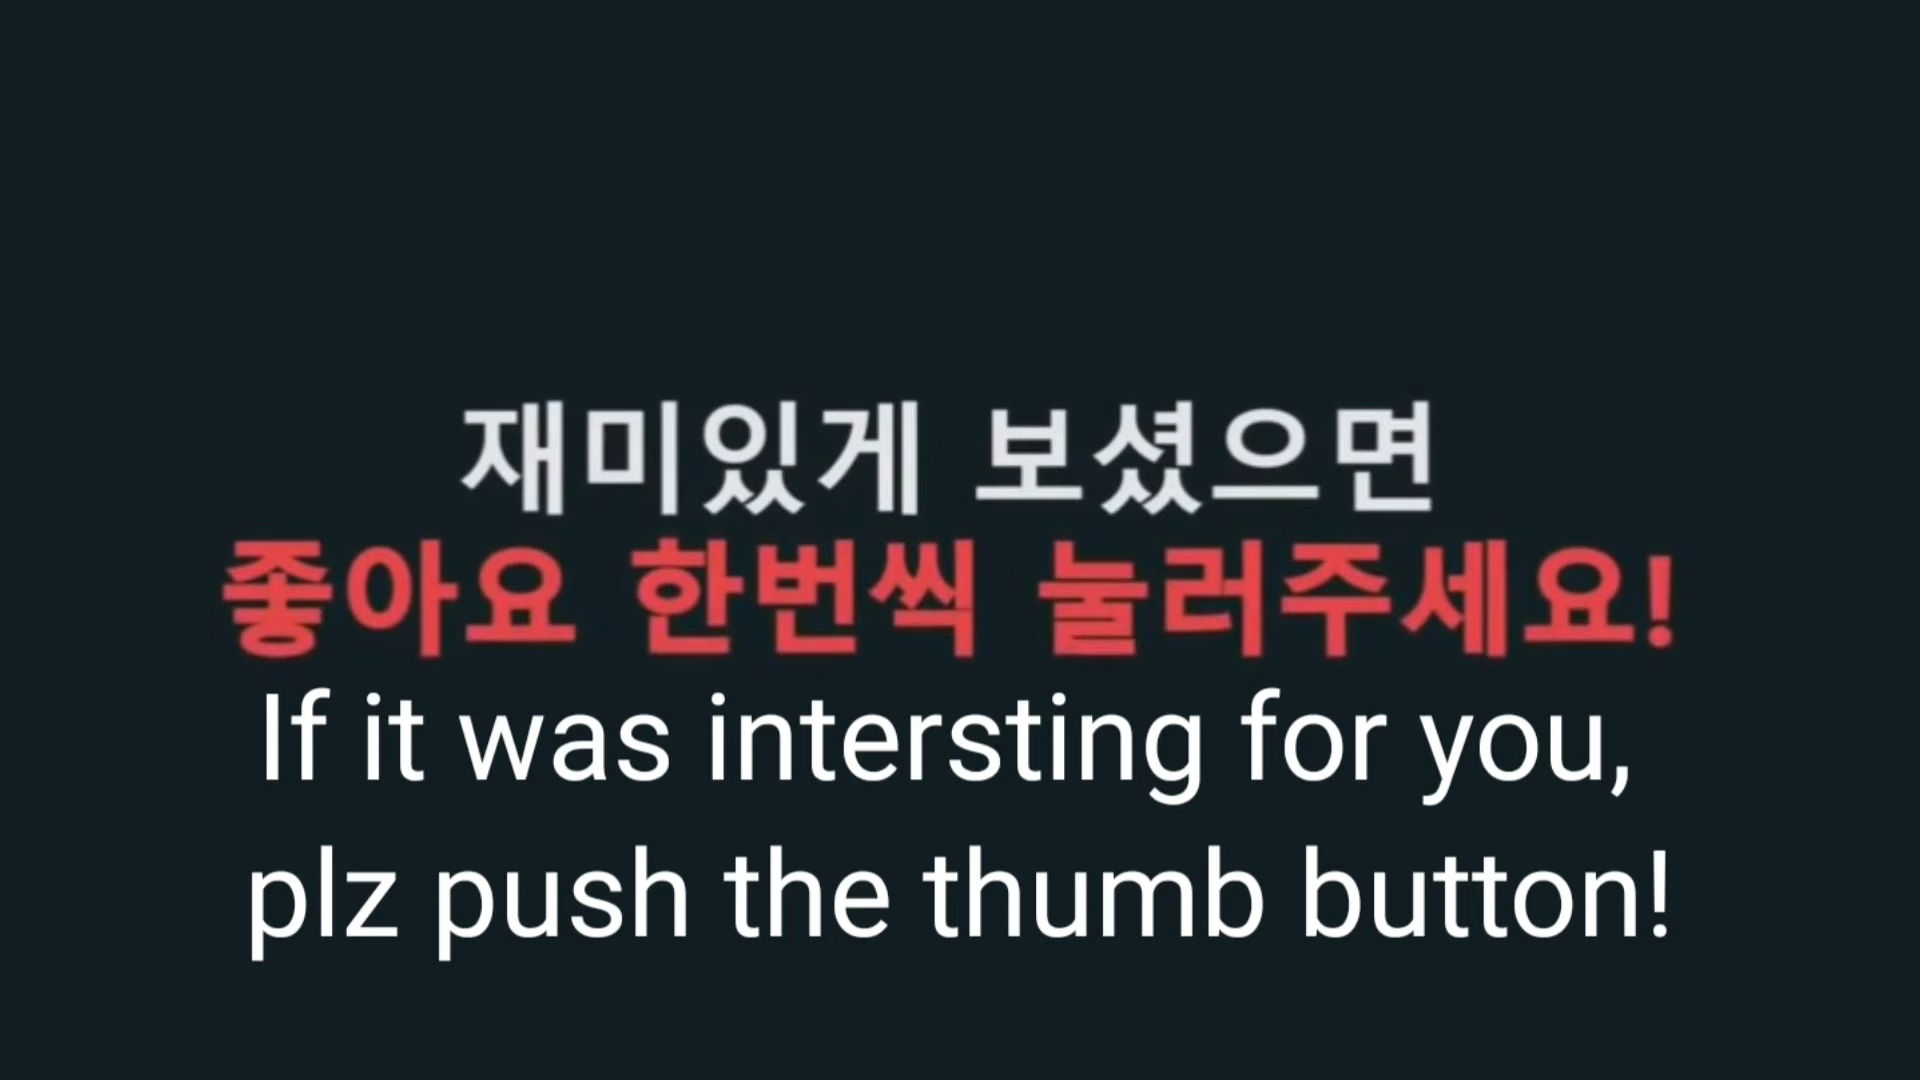 재미있게 보셨으면
좋아요 한번씩 눌러주세요!
If it was intersting for you,
plz push the thumb button!